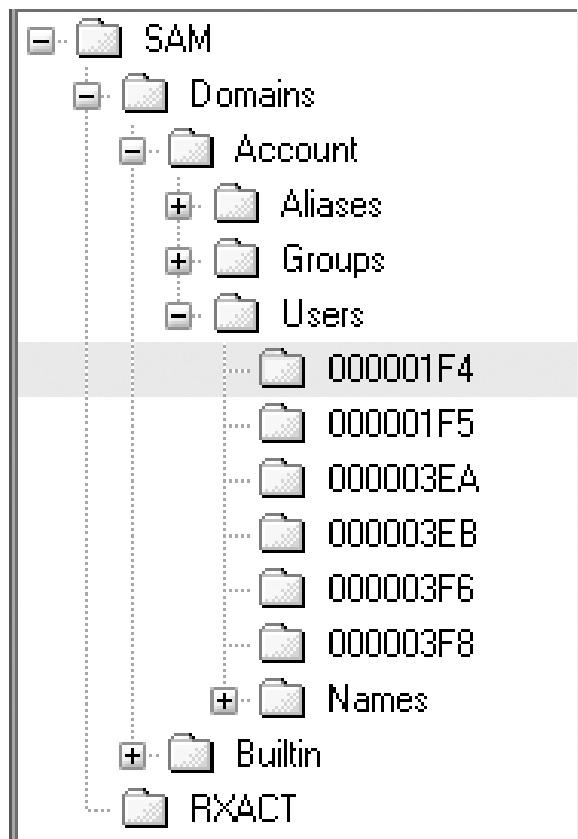 SAM
Domains
Account
Aliases
Groups
Users
000001F4
000001F5
000003EA
000003EB
000003F6
000003F8
Names
Builtin
RXACT